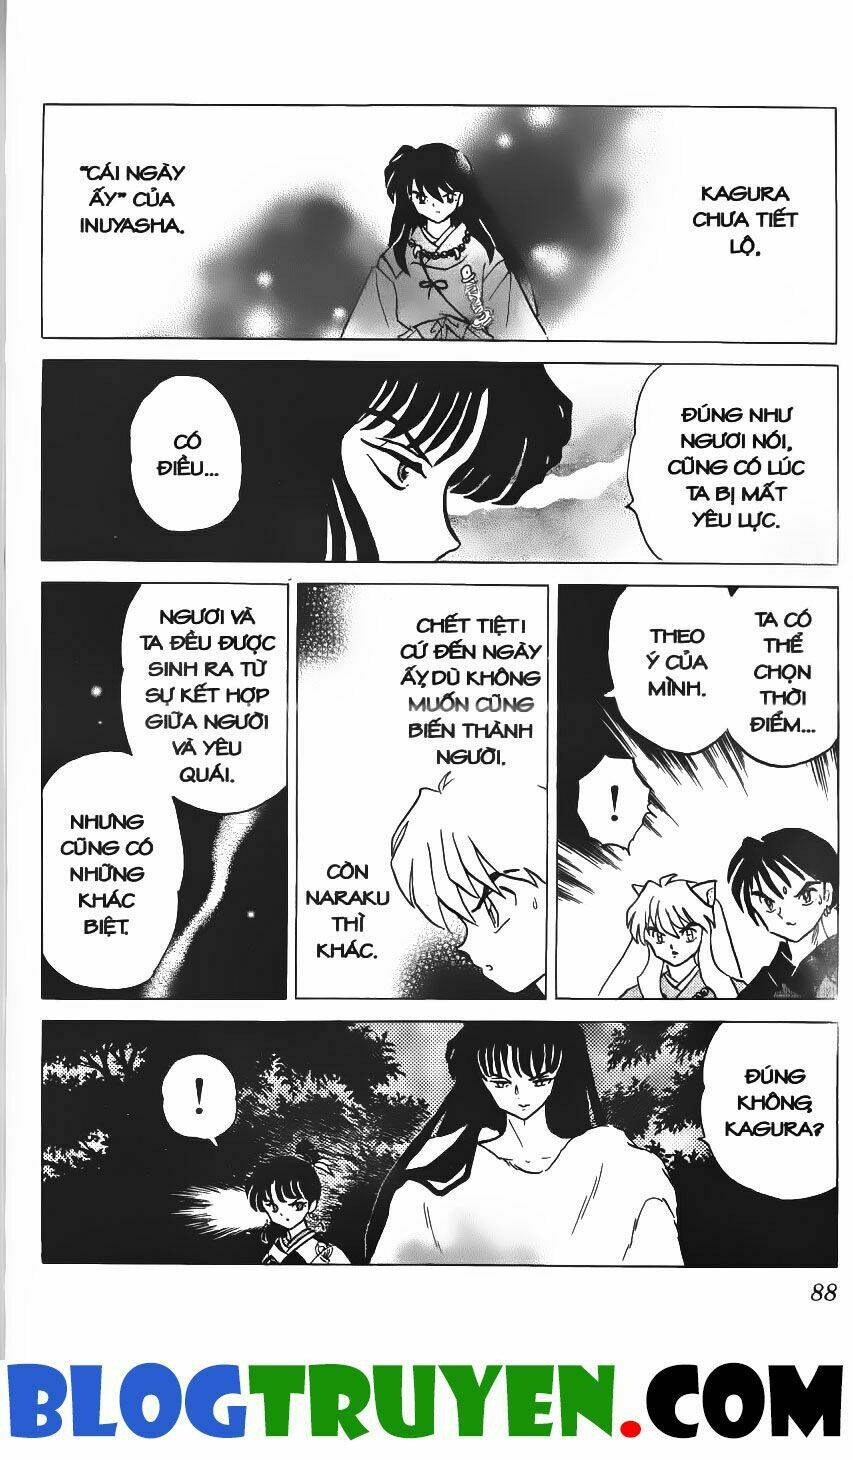 KAGURA
CHƯA TIẾT
LỘ.
"CÁI NGÀY
ẤY" CỦA
INUYASHA.
ĐÚNG NHƯ
NGƯƠI NÓI,
CŨNG CÓ LÚC
TA BỊ MẤT
YÊU LỰC.
CÓ
ĐIỀU...
TA CÓ
THỂ
CHỌN
THỜI
ĐIỂM...
THEO
Ý CỦA
MÌNH.
!
CHẾT TIỆT!
CỨ ĐẾN NGÀY
ẤY, DÙ KHÔNG
MUỐN CŨNG
BIẾN THÀNH
NGƯỜI.
CÒN
NARAKU
THÌ
KHÁC.
NGƯƠI VÀ
TA ĐỀU ĐƯỢC
SINH RA TỪ
SỰ KẾT HỢP
GIỮA NGƯỜI
VÀ YÊU
QUÁI.
NHƯNG
CŨNG CÓ
NHỮNG
KHÁC
BIỆT.
ĐÚNG
KHÔNG,
KAGURA?
!
88
BLOGTRUYEN.COM